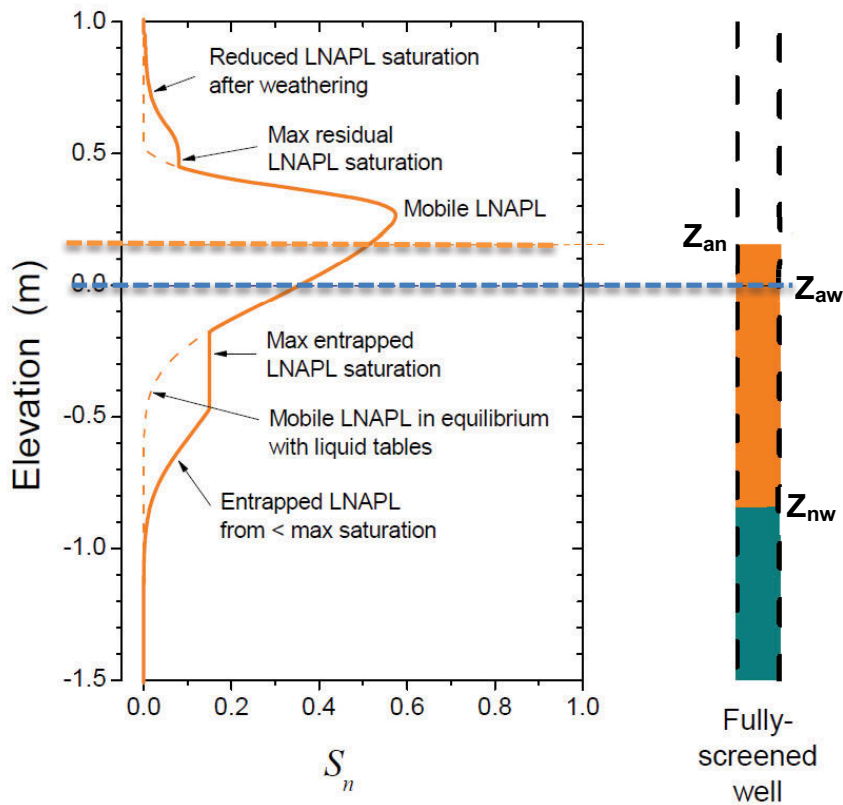 1.0
0.5
0.0
-0.5
-1.0
-1.5
Elevation (m)
Reduced LNAPL saturation
after weathering
Max residual
LNAPL saturation
Mobile LNAPL
Max entrapped
LNAPL saturation
Mobile LNAPL in equilibrium
with liquid tables
Entrapped LNAPL
from < max saturation
0.0 0.2 0.4 0.6 0.8 1.0
Sn
Zan
Zaw
Znw
Fully-
screened
well